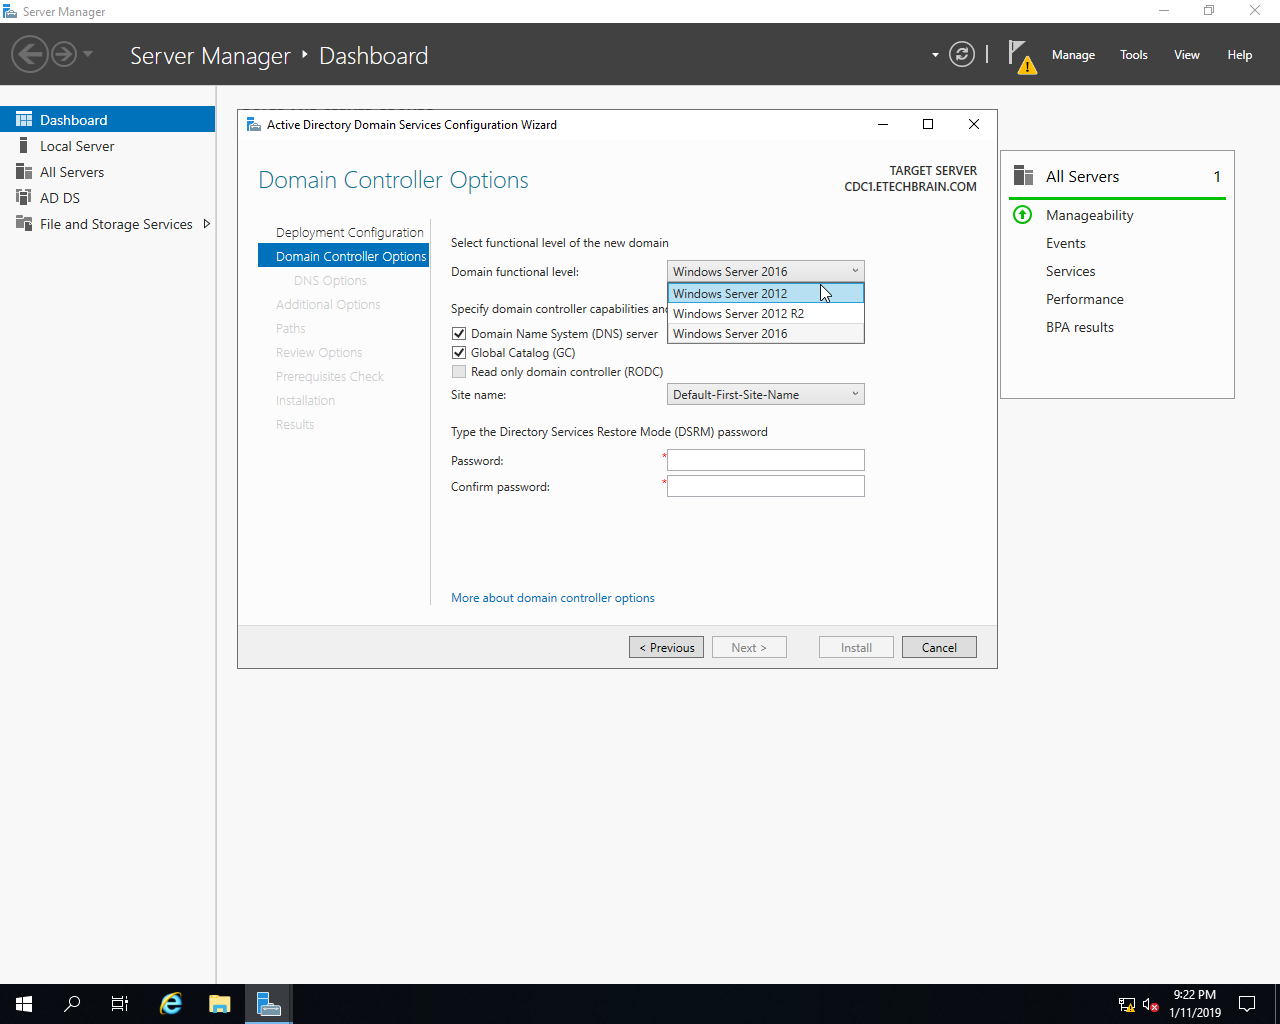 Server Manager
Server Manager ‣ Dashboard
Manage
Tools
View
Help
Dashboard
Local Server
All Servers
AD DS
File and Storage Services
Active Directory Domain Services Configuration Wizard
Domain Controller Options
TARGET SERVER
CDC1.ETECHBRAIN.COM
Deployment Configuration
Domain Controller Options
DNS Options
Additional Options
Paths
Review Options
Prerequisites Check
Installation
Results
Select functional level of the new domain
Domain functional level:
Windows Server 2016
Windows Server 2012
Windows Server 2012 R2
Windows Server 2016
Specify domain controller capabilities and
Domain Name System (DNS) server
Global Catalog (GC)
Read only domain controller (RODC)
Site name:
Default-First-Site-Name
Type the Directory Services Restore Mode (DSRM) password
Password:
*
Confirm password:
*
More about domain controller options
< Previous
Next >
Install
Cancel
All Servers
1
Manageability
Events
Services
Performance
BPA results
9:22 PM
1/11/2019